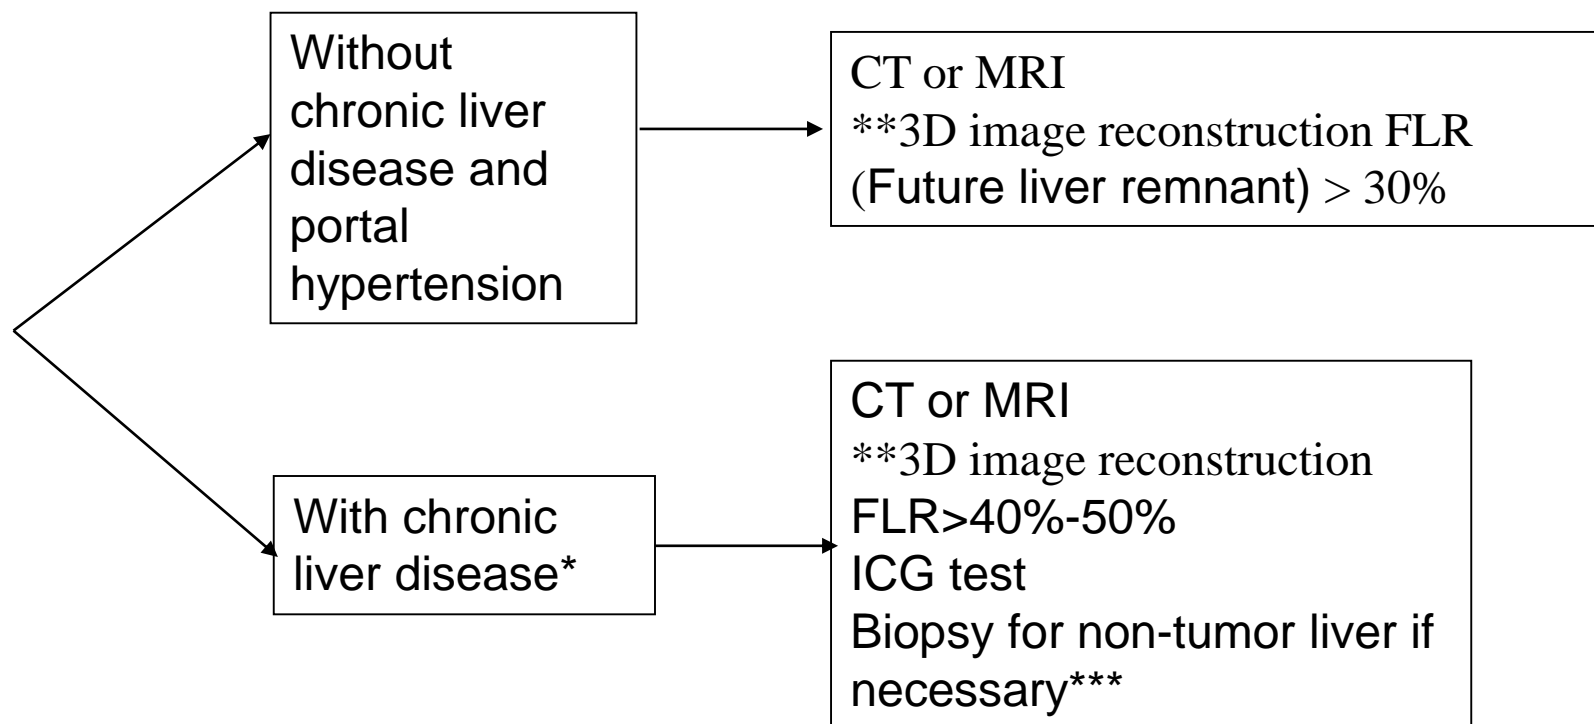 Without
chronic liver
disease and
portal
hypertension
CT or MRI
**3D image reconstruction FLR
(Future liver remnant) > 30%
With chronic
liver disease*
CT or MRI
**3D image reconstruction
FLR>40%-50%
ICG test
Biopsy for non-tumor liver if
necessary***